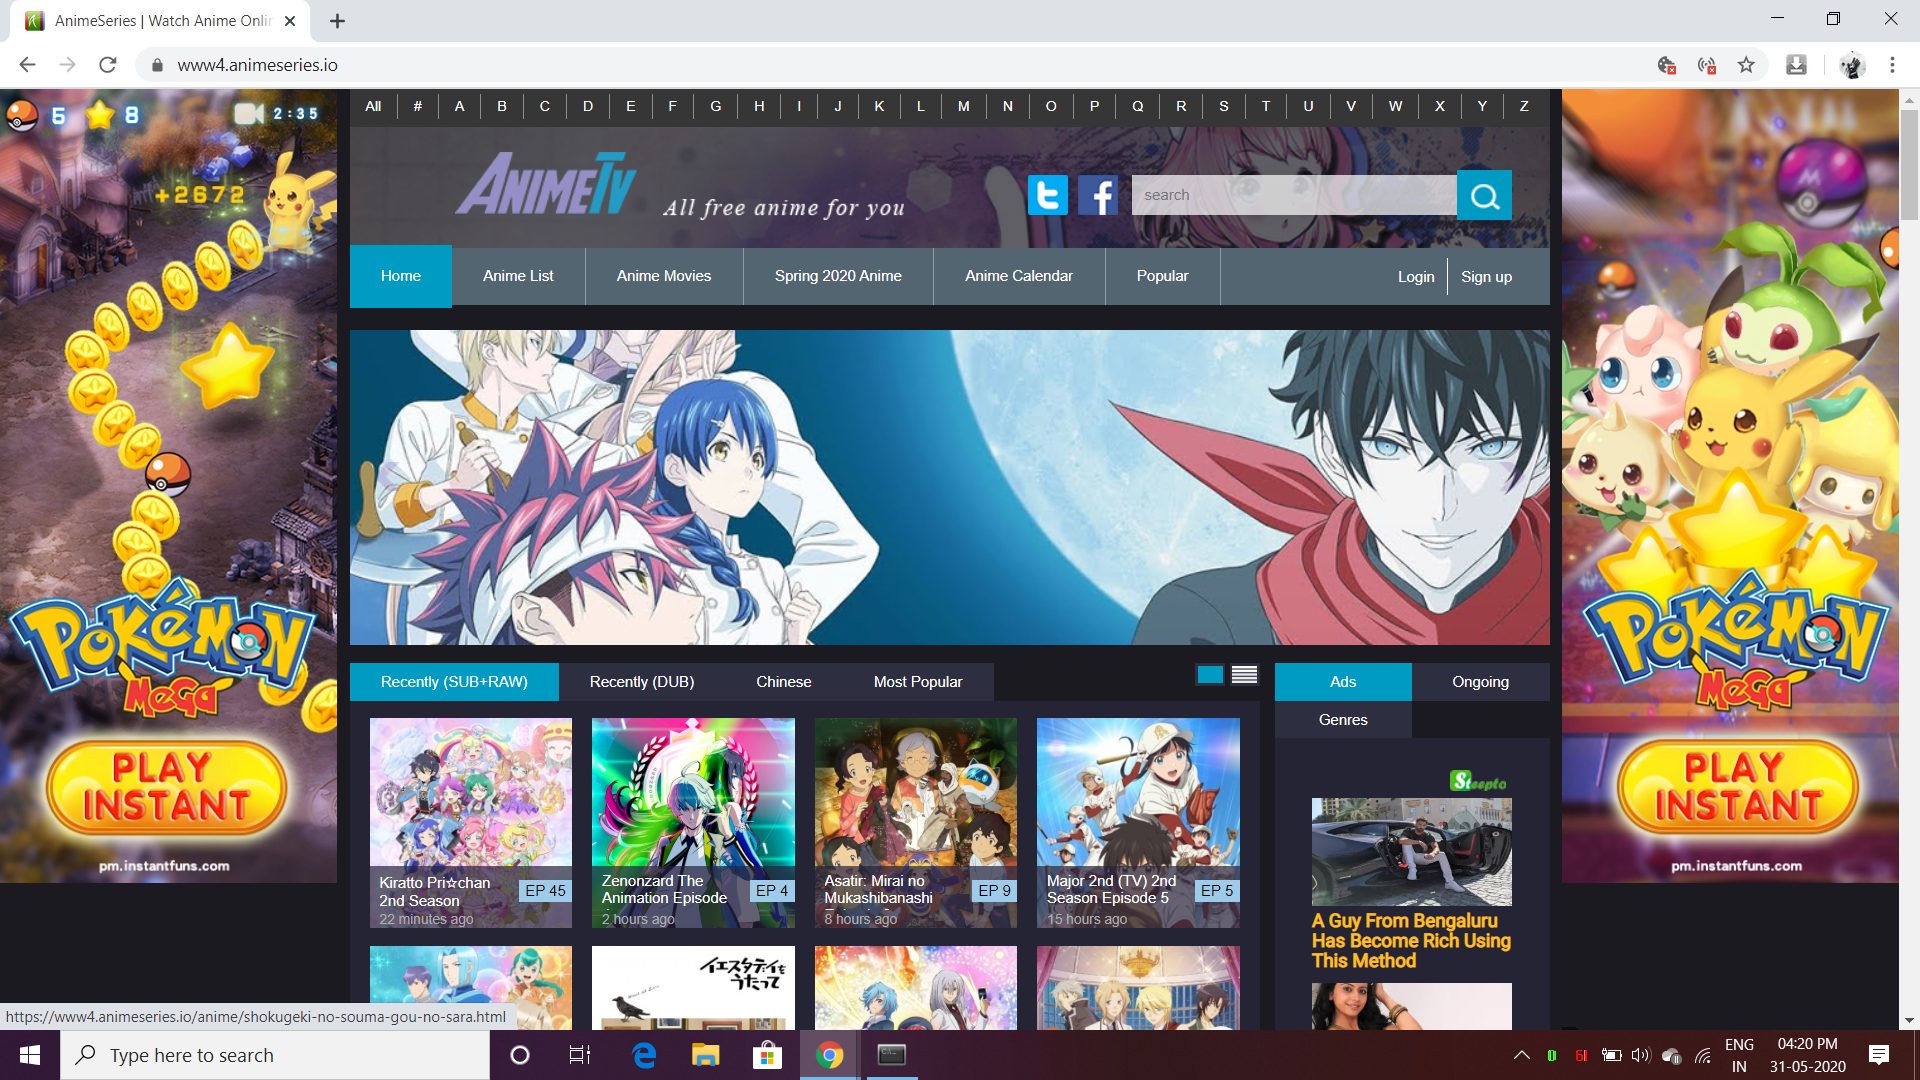 AnimeSeries | Watch Anime Onlin
www4.animeseries.io
5 8 2:35
+2672
POKÉMON
MEGA
PLAY
INSTANT
pm.instantfuns.com
All # A B C D E F G H I J K L M N O P Q R S T U V W X Y Z
ANIMETV All free anime for you
search
Home Anime List Anime Movies Spring 2020 Anime Anime Calendar Popular Login Sign up
Recently (SUB+RAW) Recently (DUB) Chinese Most Popular
Kiratto Pri☆chan
2nd Season
EP 45
22 minutes ago
Zenonzard The
Animation Episode
EP 4
2 hours ago
Asatir: Mirai no
Mukashibanashi
EP 9
8 hours ago
Major 2nd (TV) 2nd
Season Episode 5
EP 5
15 hours ago
イエスタデイを
うたって
Ads Ongoing
Genres
Steepto
A Guy From Bengaluru
Has Become Rich Using
This Method
M
POKÉMON
MEGA
PLAY
INSTANT
pm.instantfuns.com
https://www4.animeseries.io/anime/shokugeki-no-souma-gou-no-sara.html
Type here to search
0 61
ENG
IN
04:20 PM
31-05-2020